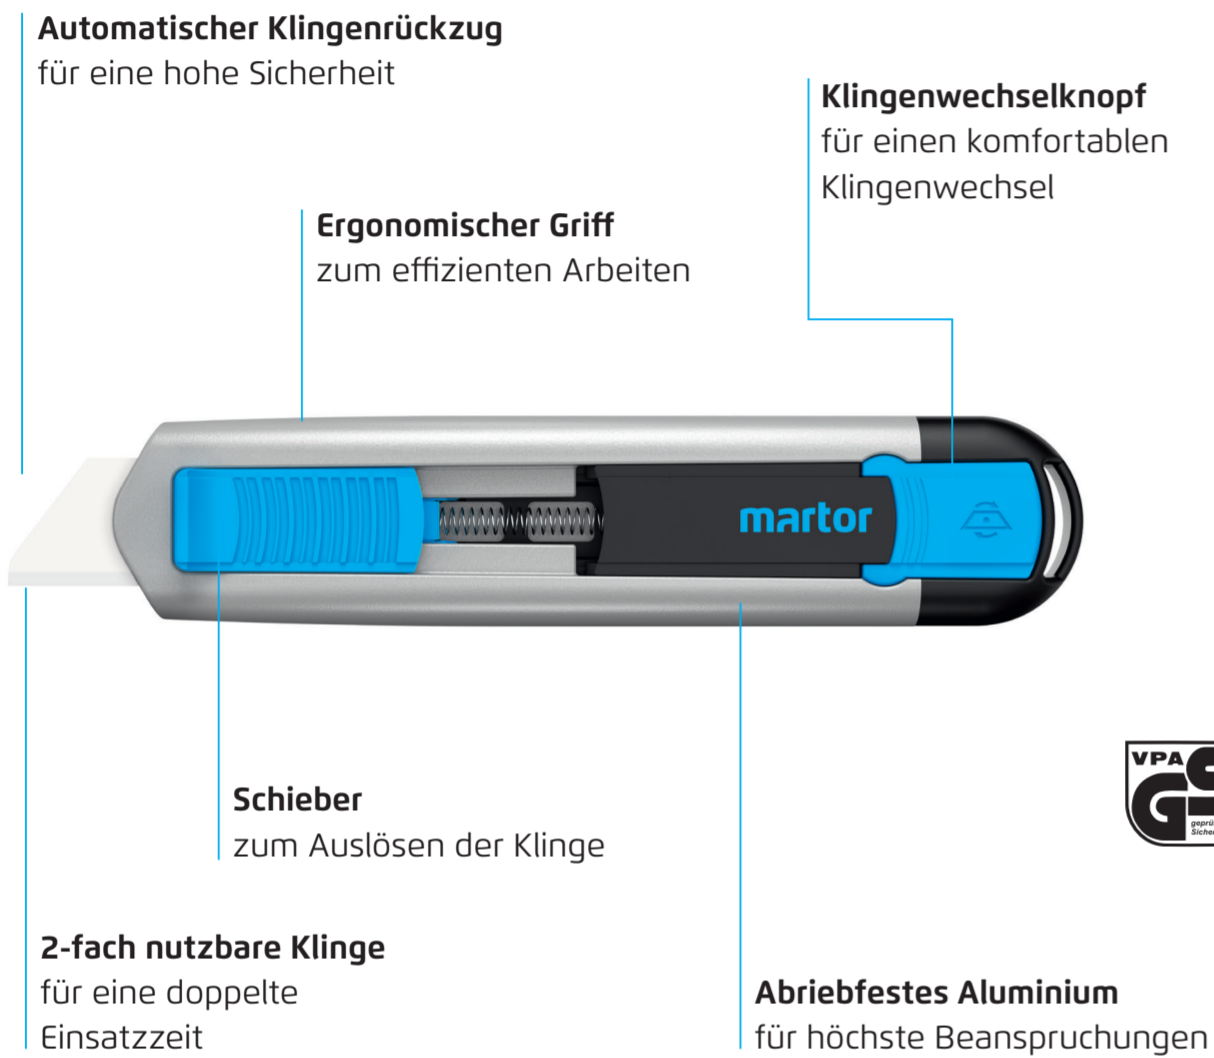 Automatischer Klingenrückzug
für eine hohe Sicherheit
Klingenwechselknopf
für einen komfortablen
Klingenwechsel
Ergonomischer Griff
zum effizienten Arbeiten
martor
VPA
GS
Schieber
zum Auslösen der Klinge
2-fach nutzbare Klinge
für eine doppelte
Einsatzzeit
Abriebfestes Aluminium
für höchste Beanspruchungen